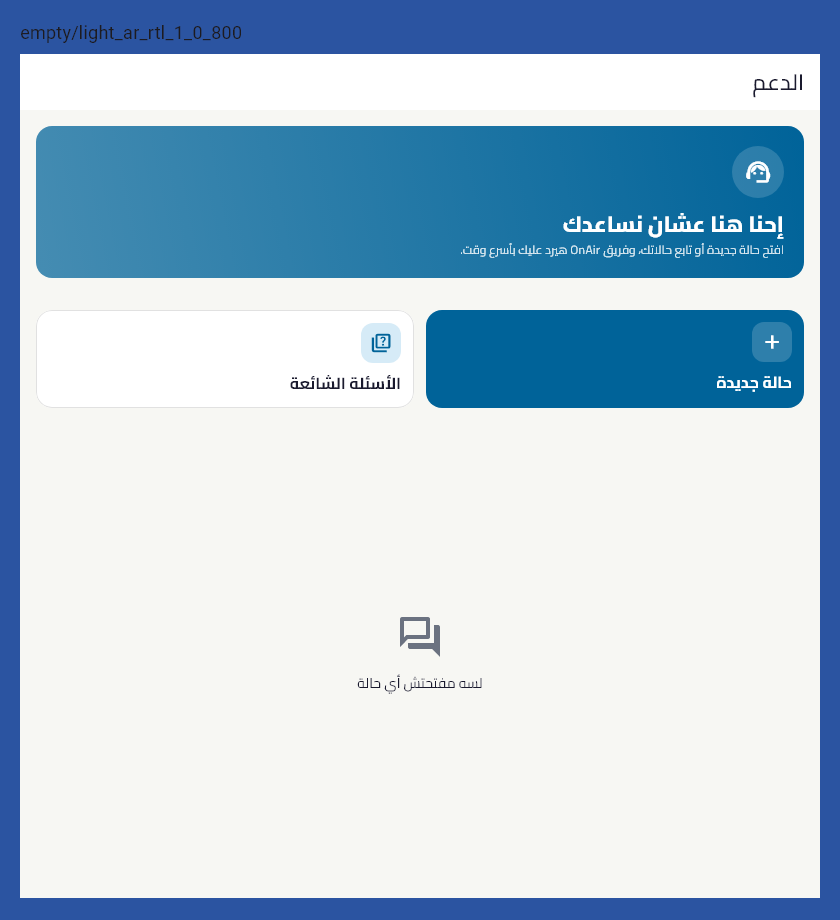 empty/light_ar_rtl_1_0_800
الدعم
إحنا هنا عشان نساعدك
افتح حالة جديدة أو تابع حالاتك، وفريق OnAir هيرد عليك بأسرع وقت.
حالة جديدة
الأسئلة الشائعة
لسه مفتحتش أي حالة